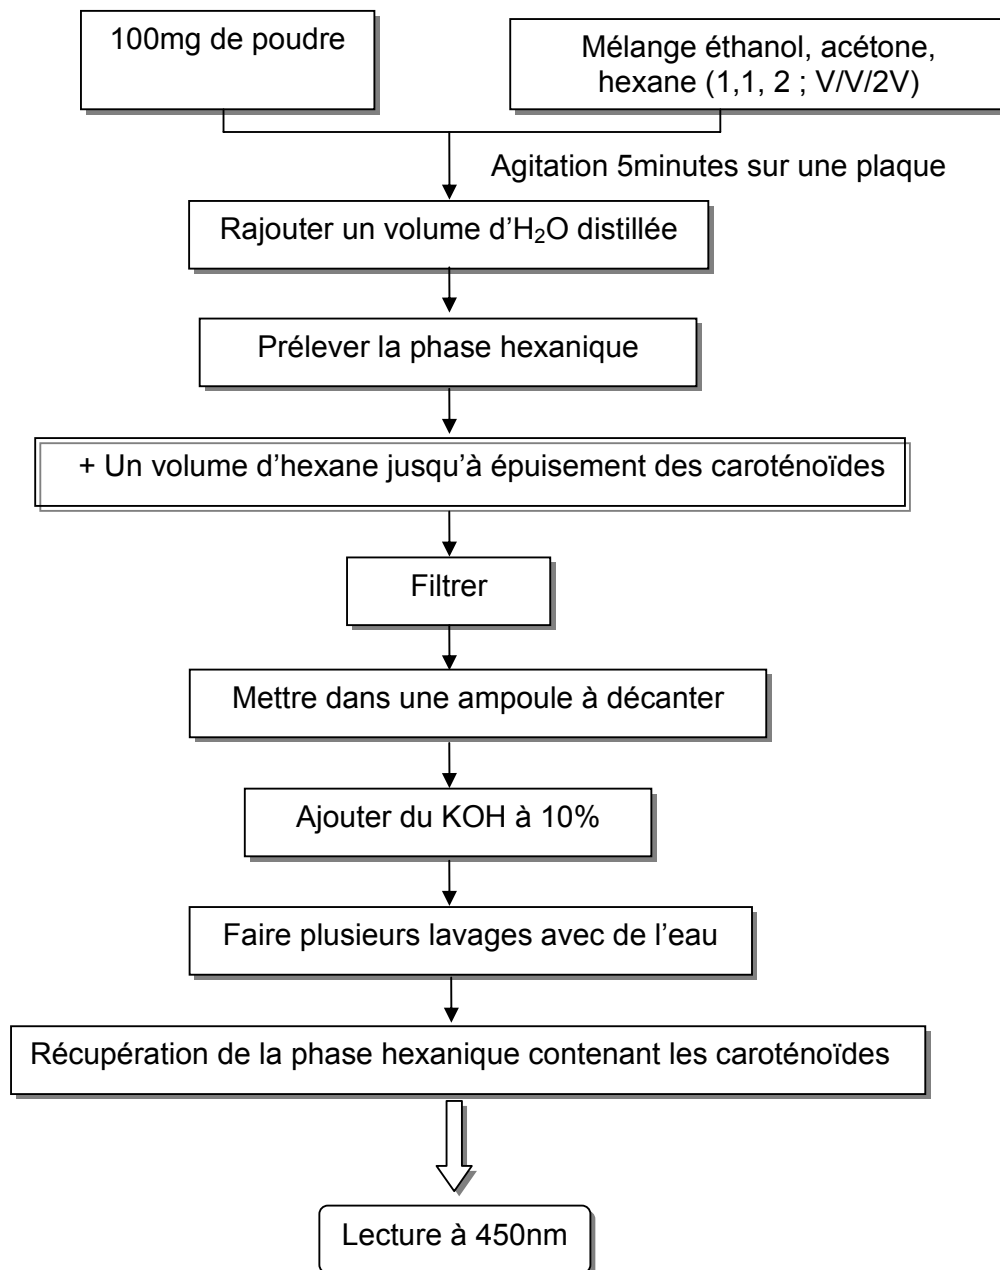 100mg de poudre
Mélange éthanol, acétone,
hexane (1,1, 2 ; V/V/2V)
Agitation 5minutes sur une plaque
Rajouter un volume d’H₂O distillée
Prélever la phase hexanique
+ Un volume d’hexane jusqu’à épuisement des caroténoïdes
Filtrer
Mettre dans une ampoule à décanter
Ajouter du KOH à 10%
Faire plusieurs lavages avec de l’eau
Récupération de la phase hexanique contenant les caroténoïdes
Lecture à 450nm